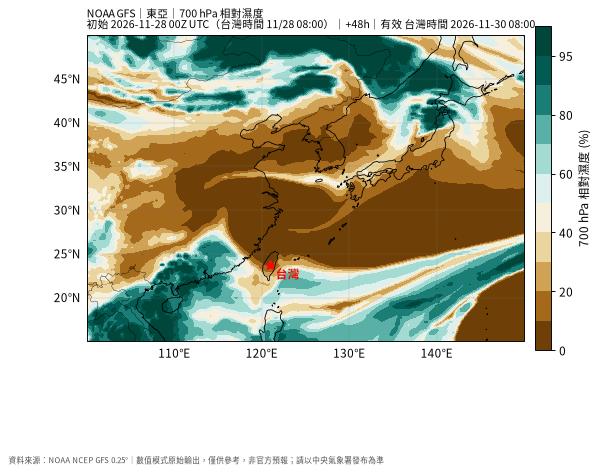 NOAA GFS｜東亞｜700 hPa 相對濕度
初始 2026-11-28 00Z UTC（台灣時間 11/28 08:00）｜+48h｜有效 台灣時間 2026-11-30 08:00
45°N
40°N
35°N
30°N
25°N
20°N
110°E
120°E
130°E
140°E
台灣
95
80
60
40
20
0
700 hPa 相對濕度 (%)
資料來源：NOAA NCEP GFS 0.25°｜數值模式原始輸出，僅供參考，非官方預報；請以中央氣象署發布為準